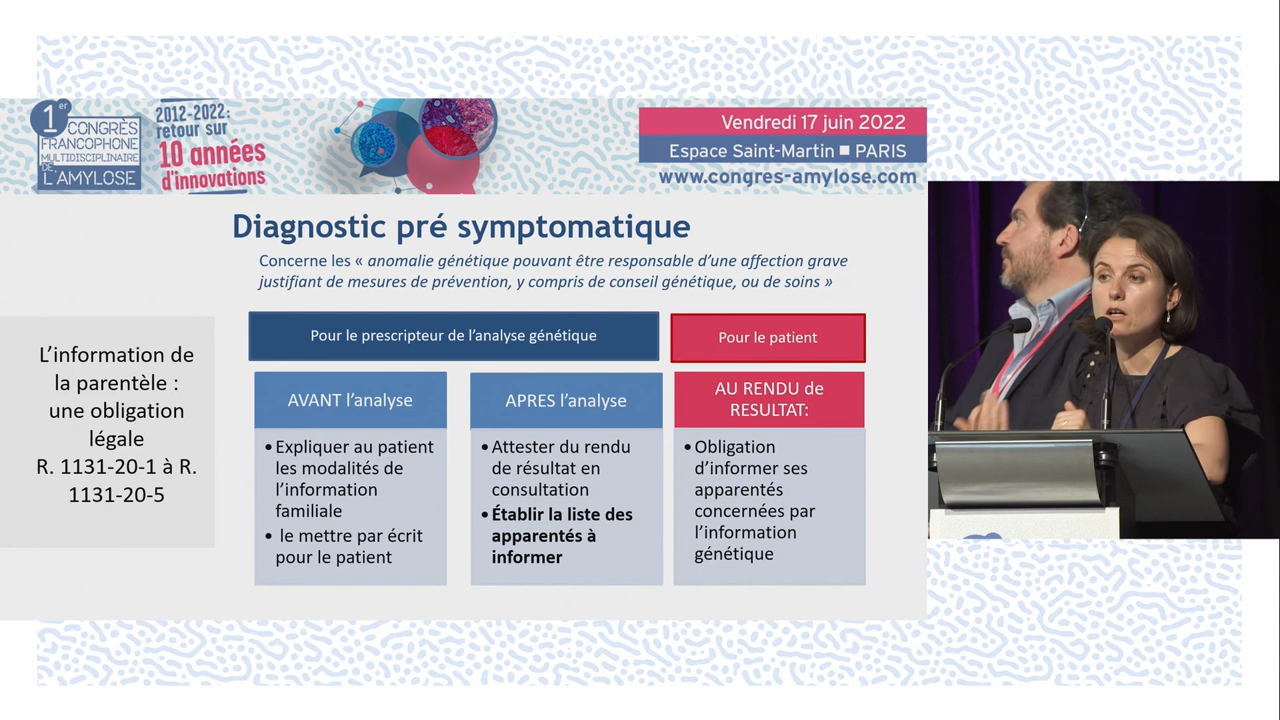 1er
CONGRÈS
FRANCOPHONE
MULTIDISCIPLINAIRE
DE
L'AMYLOSE
2012-2022:
retour sur
10 années
d'innovations
Vendredi 17 juin 2022
Espace Saint-Martin ■ PARIS
www.congres-amylose.com
Diagnostic pré symptomatique
Concerne les « anomalie génétique pouvant être responsable d'une affection grave
justifiant de mesures de prévention, y compris de conseil génétique, ou de soins »
L'information de
la parentèle :
une obligation
légale
R. 1131-20-1 à R.
1131-20-5
Pour le prescripteur de l'analyse génétique
Pour le patient
AVANT l'analyse
•Expliquer au patient
les modalités de
l'information
familiale
• le mettre par écrit
pour le patient
APRES l'analyse
•Attester du rendu
de résultat en
consultation
•Établir la liste des
apparentés à
informer
AU RENDU de
RESULTAT:
•Obligation
d'informer ses
apparentés
concernées par
l'information
génétique